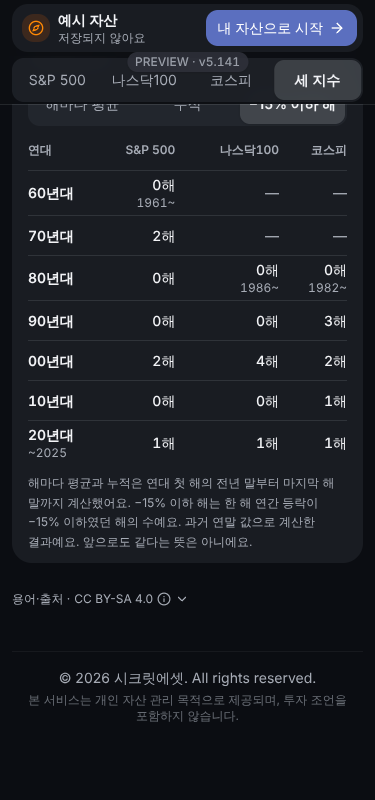 예시 자산
저장되지 않아요
내 자산으로 시작 →
PREVIEW · v5.141
S&P 500 나스닥100 코스피 세 지수
해마다 평균 누적 −15% 이하 해
연대 S&P 500 나스닥100 코스피
60년대 0해 — —
1961~
70년대 2해 — —
80년대 0해 0해 0해
1986~ 1982~
90년대 0해 0해 3해
00년대 2해 4해 2해
10년대 0해 0해 1해
20년대 1해 1해 1해
~2025
해마다 평균과 누적은 연대 첫 해의 전년 말부터 마지막 해
말까지 계산했어요. −15% 이하 해는 한 해 연간 등락이
−15% 이하였던 해의 수예요. 과거 연말 값으로 계산한
결과예요. 앞으로도 같다는 뜻은 아니에요.
용어·출처 · CC BY-SA 4.0
© 2026 시크릿에셋. All rights reserved.
본 서비스는 개인 자산 관리 목적으로 제공되며, 투자 조언을
포함하지 않습니다.